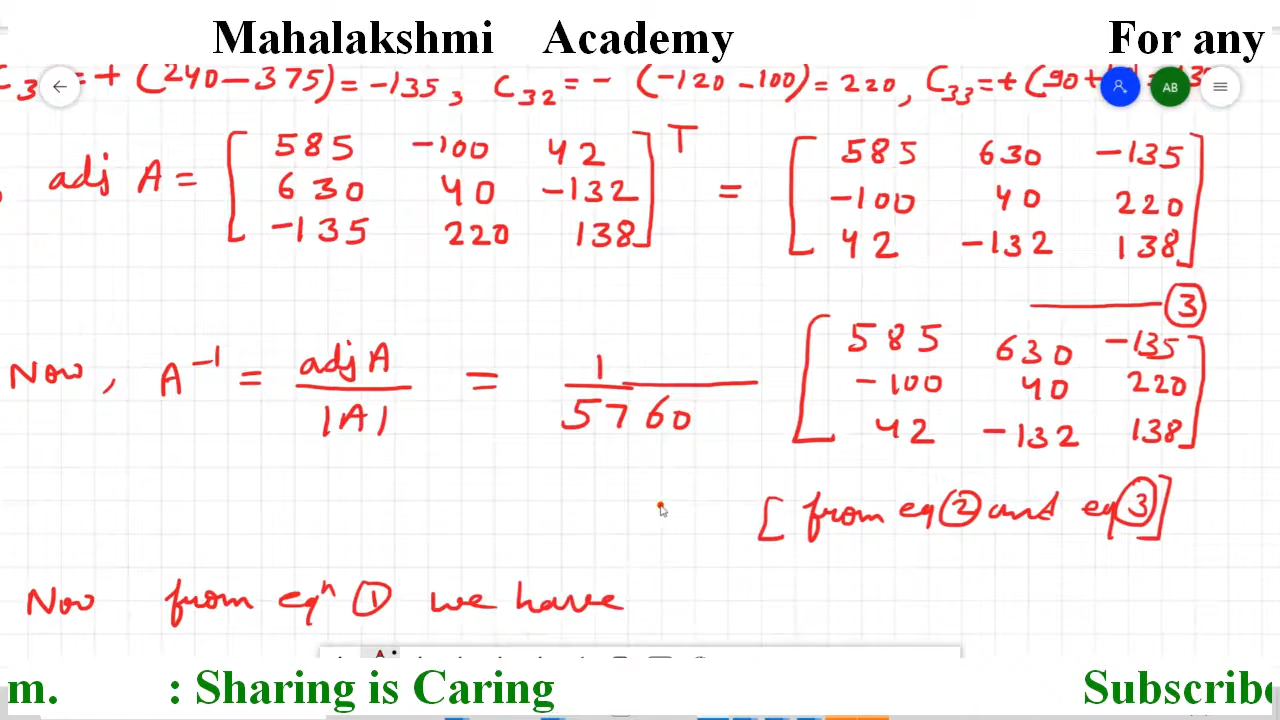 Mahalakshmi Academy For any
= + (240 - 375) = -135, C32 = - (-120 - 100) = 220, C33 = + (90 +
AB
adj A = [ 585 -100 42 ]T = [ 585 630 -135 ]
[ 630 40 -132 ] [ -100 40 220 ]
[ -135 220 138 ] [ 42 -132 138 ]
3
Now, A-1 = adj A / |A| = 1 / 5760 [ 585 630 -135 ]
[ -100 40 220 ]
[ 42 -132 138 ]
[from eq 2 and eq 3]
Now from eqn 1 we have
m. : Sharing is Caring Subscribe